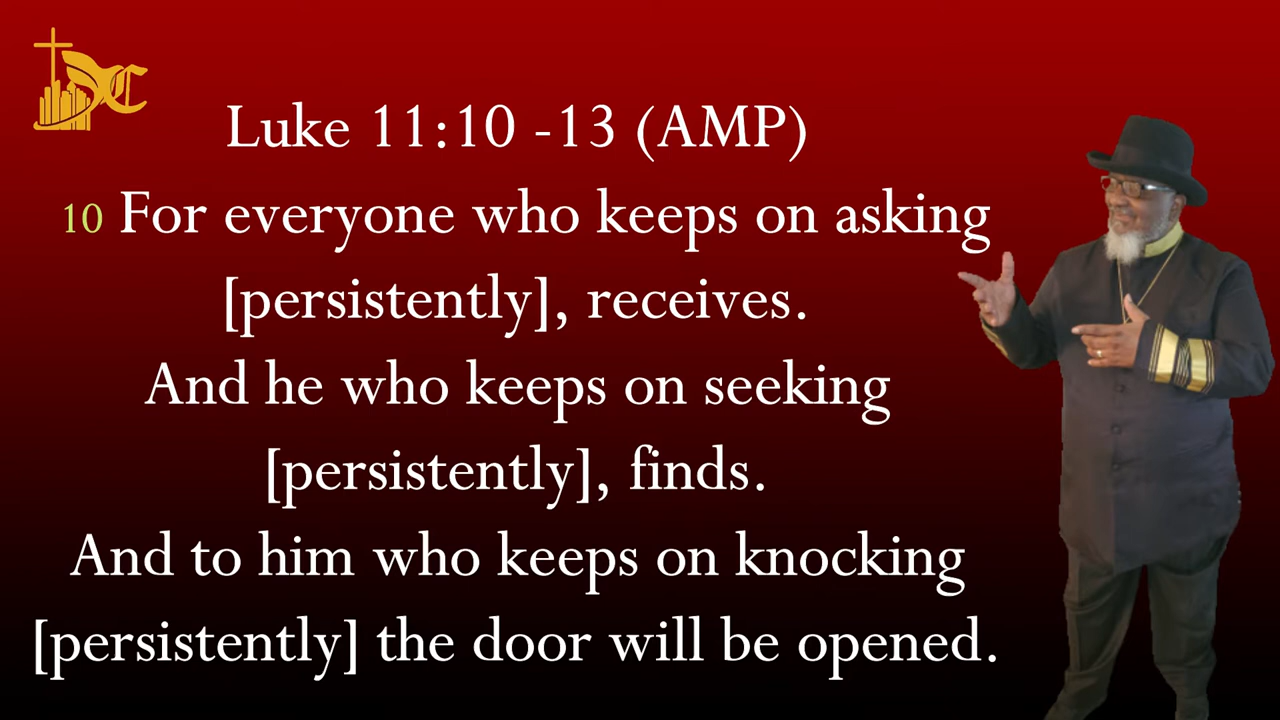 C
Luke 11:10 -13 (AMP)
10 For everyone who keeps on asking
[persistently], receives.
And he who keeps on seeking
[persistently], finds.
And to him who keeps on knocking
[persistently] the door will be opened.